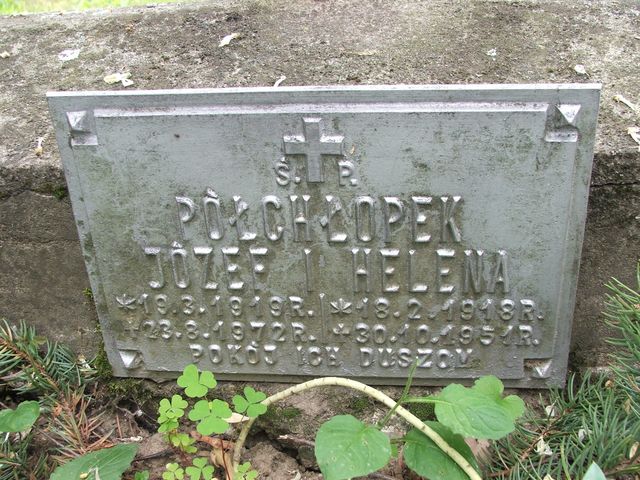 Ś. P.
PÓŁCHŁOPEK
JÓZEF I HELENA
19.3.1919R. 18.2.1918R.
23.8.1972R. 30.10.1951R.
POKÓJ ICH DUSZOM